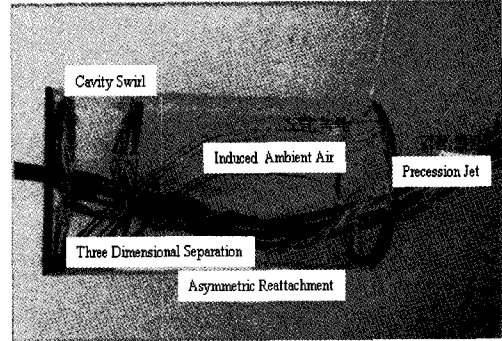 Cavity Swirl
Induced Ambient Air
Precession Jet
Three Dimensional Separation
Asymmetric Reattachment